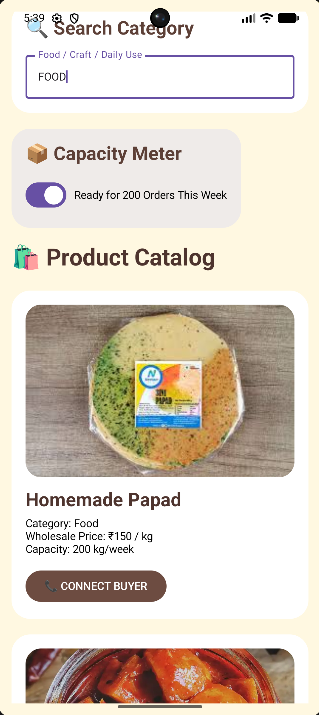 5:39
🔍 Search Category
Food / Craft / Daily Use
FOOD
📦 Capacity Meter
Ready for 200 Orders This Week
🛍️ Product Catalog
PAPAD
Homemade Papad
Category: Food
Wholesale Price: ₹150 / kg
Capacity: 200 kg/week
📞 CONNECT BUYER